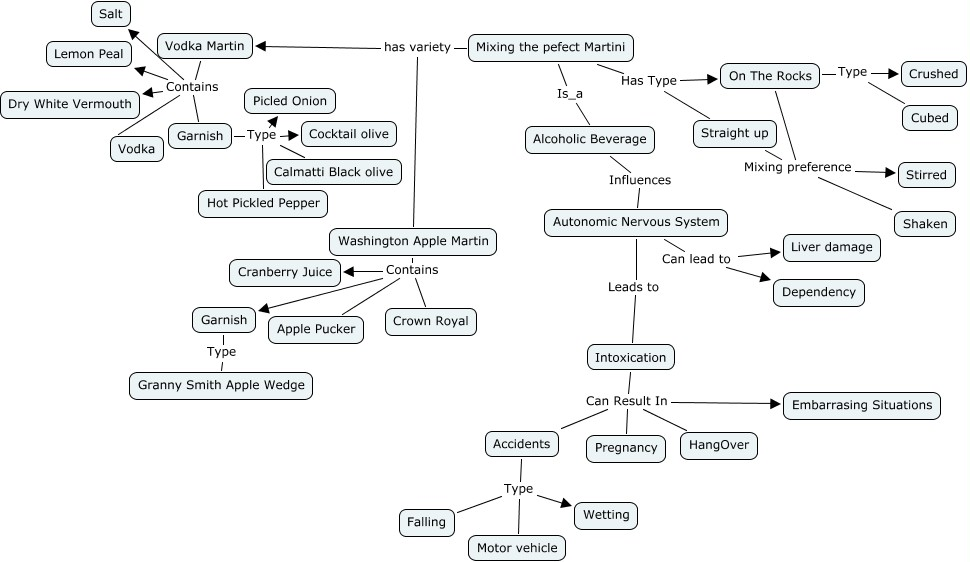 Salt
Vodka Martin
has variety
Mixing the pefect Martini
Lemon Peal
Has Type
On The Rocks
Type
Crushed
Contains
Is_a
Dry White Vermouth
Picled Onion
Cubed
Garnish
Type
Cocktail olive
Alcoholic Beverage
Straight up
Vodka
Calmatti Black olive
Mixing preference
Stirred
Influences
Hot Pickled Pepper
Autonomic Nervous System
Shaken
Washington Apple Martin
Can lead to
Liver damage
Cranberry Juice
Contains
Leads to
Dependency
Garnish
Apple Pucker
Crown Royal
Type
Intoxication
Granny Smith Apple Wedge
Can Result In
Embarrasing Situations
Accidents
Pregnancy
HangOver
Type
Falling
Wetting
Motor vehicle